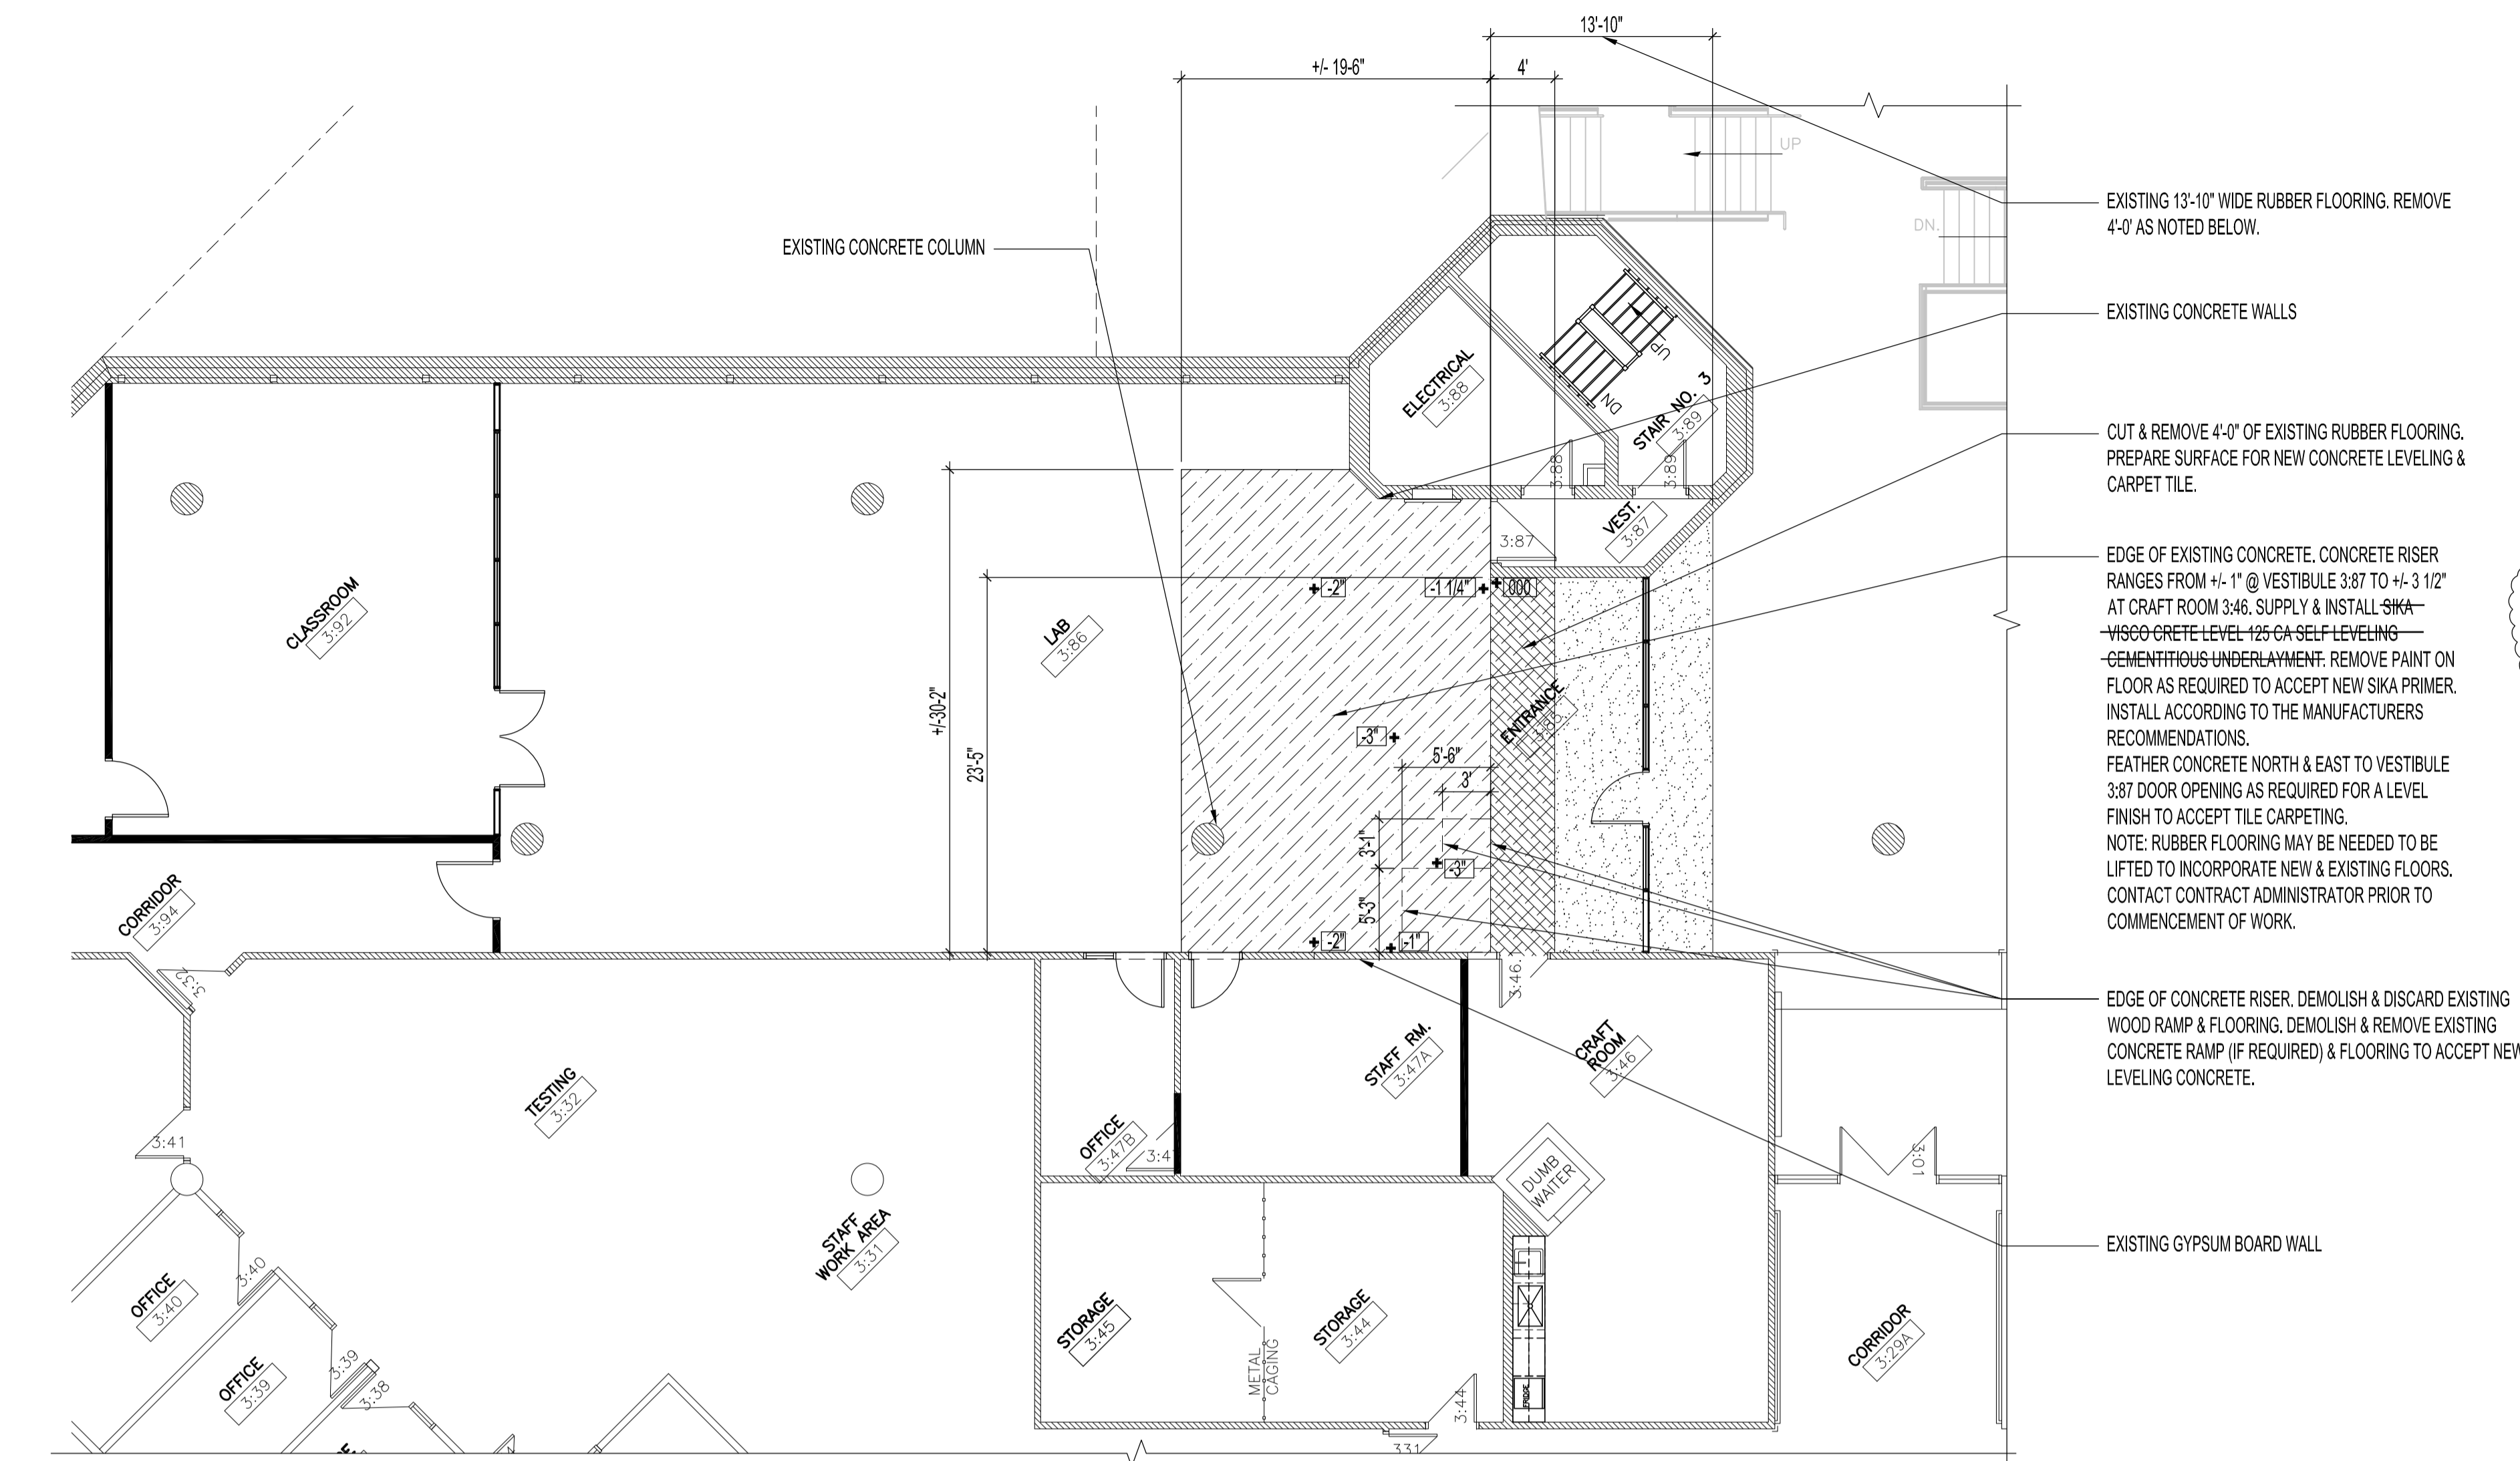 13'-10"
+/- 19-6"
4'
UP
DN.
EXISTING 13'-10" WIDE RUBBER FLOORING. REMOVE
4'-0' AS NOTED BELOW.
EXISTING CONCRETE COLUMN
EXISTING CONCRETE WALLS
ELECTRICAL
3:88
UP
DN
STAIR NO. 3
3:89
3:88
3:89
CUT & REMOVE 4'-0" OF EXISTING RUBBER FLOORING.
PREPARE SURFACE FOR NEW CONCRETE LEVELING &
CARPET TILE.
VEST.
3:87
3:87
EDGE OF EXISTING CONCRETE. CONCRETE RISER
RANGES FROM +/- 1" @ VESTIBULE 3:87 TO +/- 3 1/2"
AT CRAFT ROOM 3:46. SUPPLY & INSTALL SIKA
VISCO CRETE LEVEL 125 CA SELF LEVELING
CEMENTITIOUS UNDERLAYMENT. REMOVE PAINT ON
FLOOR AS REQUIRED TO ACCEPT NEW SIKA PRIMER.
INSTALL ACCORDING TO THE MANUFACTURERS
RECOMMENDATIONS.
FEATHER CONCRETE NORTH & EAST TO VESTIBULE
3:87 DOOR OPENING AS REQUIRED FOR A LEVEL
FINISH TO ACCEPT TILE CARPETING.
NOTE: RUBBER FLOORING MAY BE NEEDED TO BE
LIFTED TO INCORPORATE NEW & EXISTING FLOORS.
CONTACT CONTRACT ADMINISTRATOR PRIOR TO
COMMENCEMENT OF WORK.
-2"
-1 1/4"
000
CLASSROOM
3:92
LAB
3:86
+/-30-2"
23'-5"
ENTRANCE
3:85
-3"
5'-6"
3'
3'-1"
-3"
5'-3"
-2"
-1"
CORRIDOR
3:94
3:32
3:46.
EDGE OF CONCRETE RISER. DEMOLISH & DISCARD EXISTING
WOOD RAMP & FLOORING. DEMOLISH & REMOVE EXISTING
CONCRETE RAMP (IF REQUIRED) & FLOORING TO ACCEPT NEW
LEVELING CONCRETE.
TESTING
3:32
STAFF RM.
3:47A
CRAFT
ROOM
3:46
3:41
OFFICE
3:47B
3:4
DUMB
WAITER
3:01
STAFF
WORK AREA
3:31
EXISTING GYPSUM BOARD WALL
OFFICE
3:40
3:40
STORAGE
3:45
STORAGE
3:44
METAL
CAGING
CORRIDOR
3:29A
OFFICE
3:39
3:39
3:38
FRIDGE
3:44
331